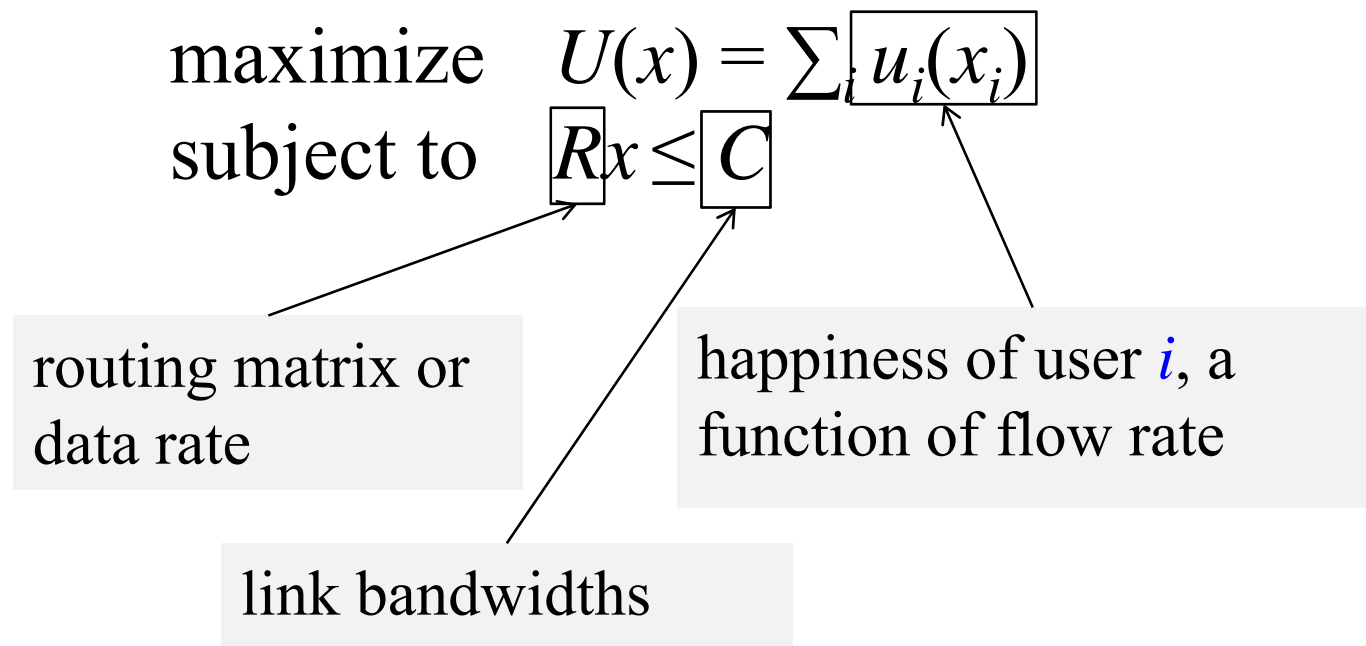 maximize U(x) = ∑ᵢ uᵢ(xᵢ)
subject to Rx ≤ C
routing matrix or
data rate
happiness of user i, a
function of flow rate
link bandwidths